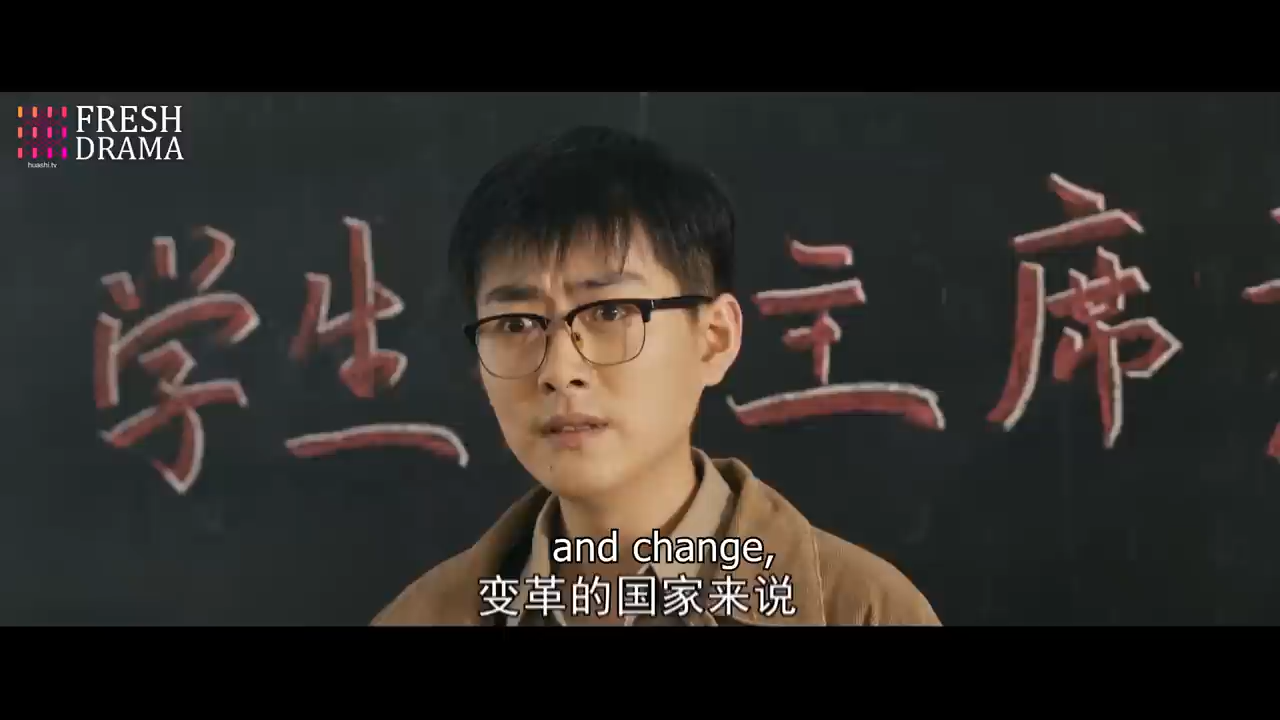 FRESH
DRAMA
huashi.tv
学生 主席
and change,
变革的国家来说